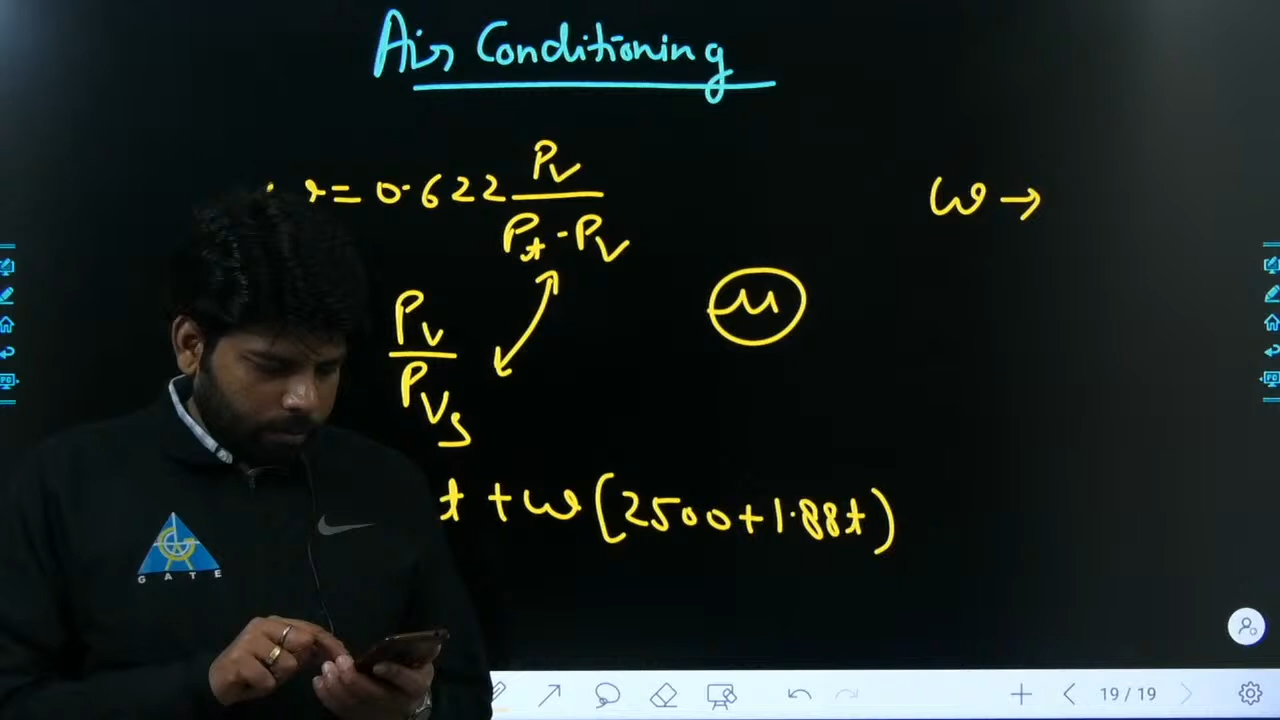 Air Conditioning
= 0.622 Pv / (Pt - Pv)
ω →
μ
Pv / Pvs
t + ω (2500 + 1.88t)
GATE
19 / 19